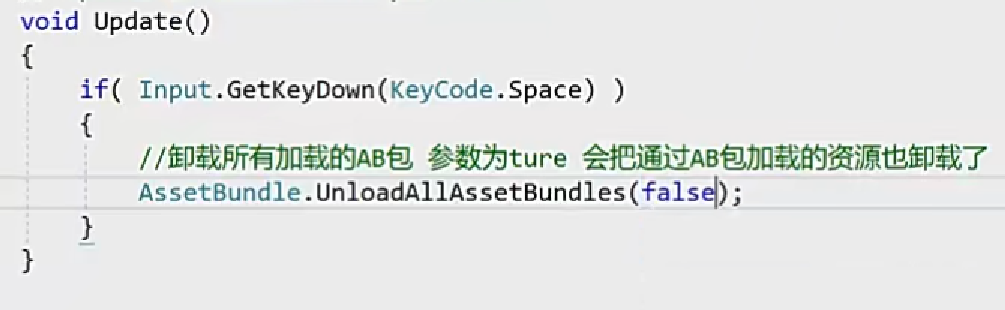 void Update()
{
if( Input.GetKeyDown(KeyCode.Space) )
{
//卸载所有加载的AB包 参数为ture 会把通过AB包加载的资源也卸载了
AssetBundle.UnloadAllAssetBundles(false);
}
}